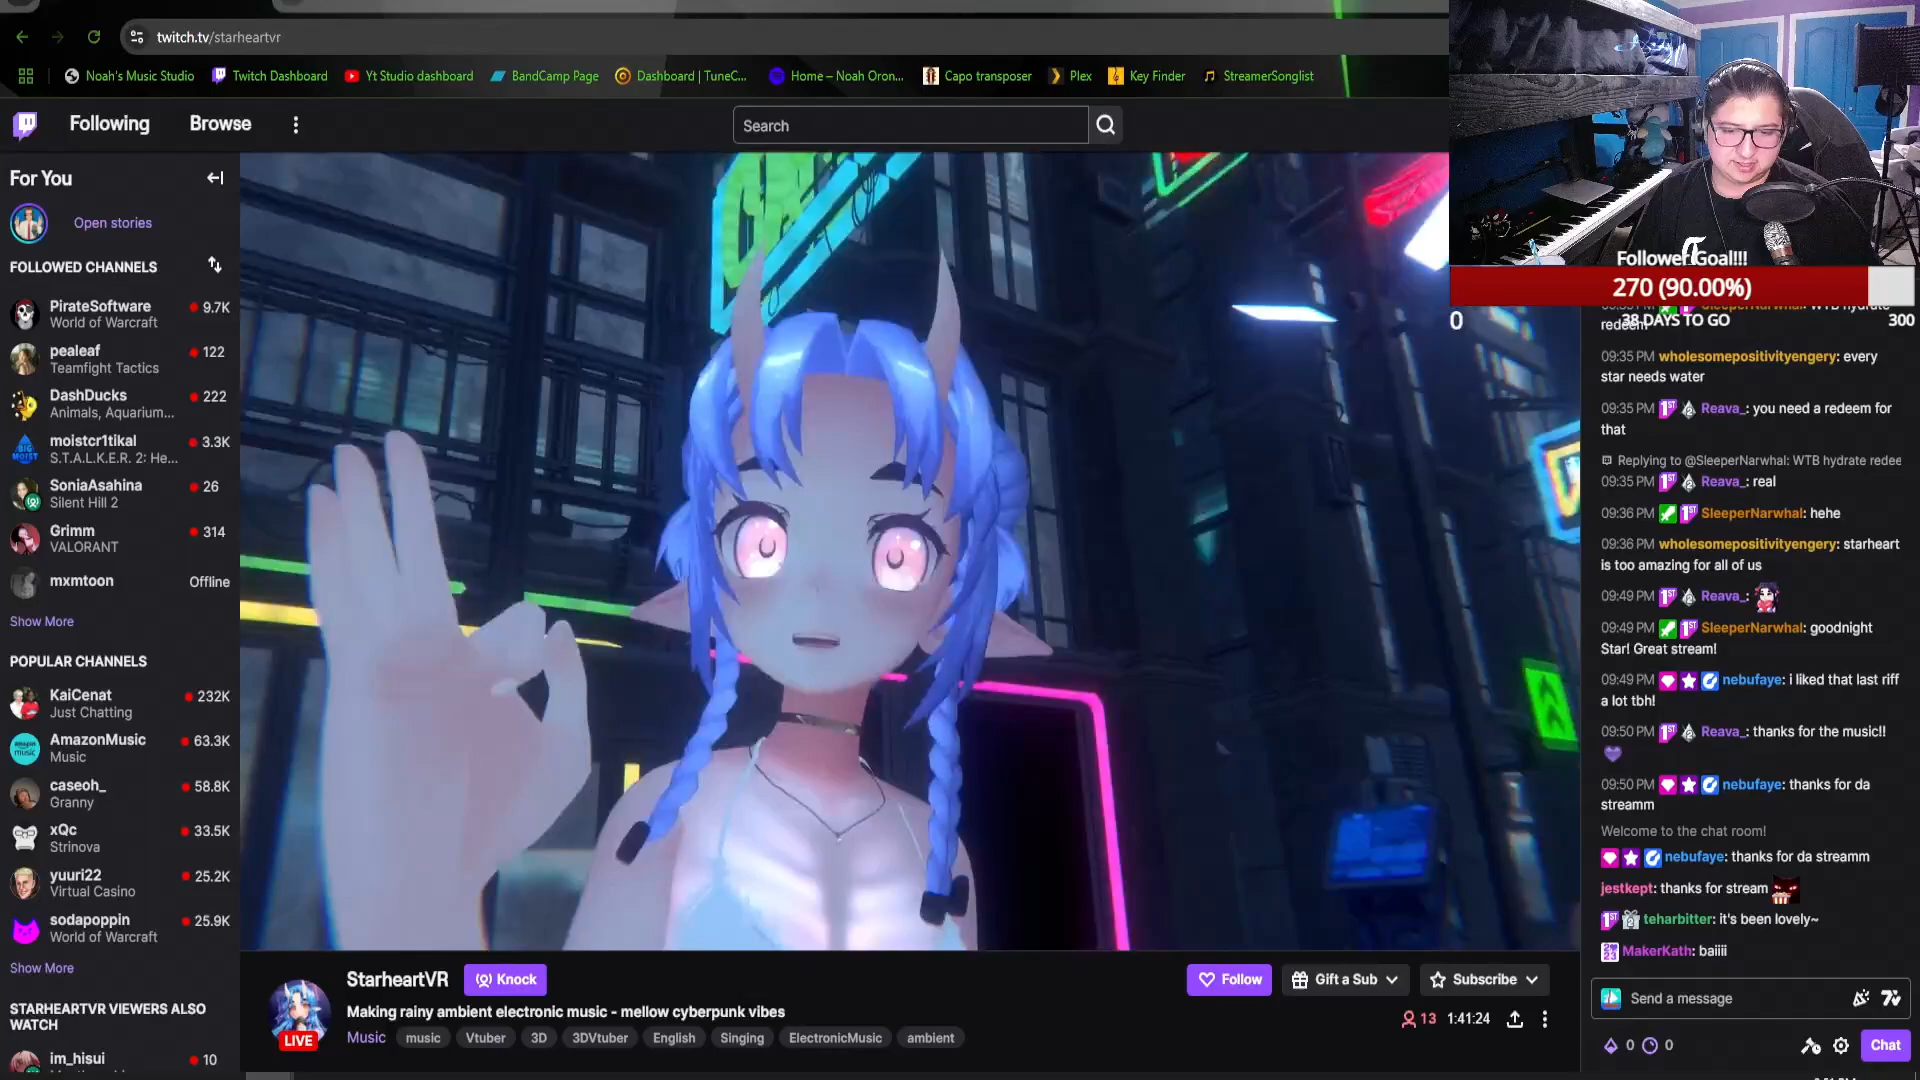 twitch.tv/starheartvr
Noah's Music Studio
Twitch Dashboard
Yt Studio dashboard
BandCamp Page
Dashboard | TuneC...
Home – Noah Oron...
Capo transposer
Plex
Key Finder
StreamerSonglist
Following
Browse
Search
For You
Open stories
FOLLOWED CHANNELS
PirateSoftware
9.7K
World of Warcraft
pealeaf
122
Teamfight Tactics
DashDucks
222
Animals, Aquarium...
moistcr1tikal
3.3K
S.T.A.L.K.E.R. 2: He...
SoniaAsahina
26
Silent Hill 2
Grimm
314
VALORANT
mxmtoon
Offline
Show More
POPULAR CHANNELS
KaiCenat
232K
Just Chatting
AmazonMusic
63.3K
Music
caseoh_
58.8K
Granny
xQc
33.5K
Strinova
yuuri22
25.2K
Virtual Casino
sodapoppin
25.9K
World of Warcraft
Show More
STARHEARTVR VIEWERS ALSO
WATCH
im_hisui
10
StarheartVR
Knock
Follow
Gift a Sub
Subscribe
Making rainy ambient electronic music - mellow cyberpunk vibes
13
1:41:24
LIVE
Music
music
Vtuber
3D
3DVtuber
English
Singing
ElectronicMusic
ambient
Follower Goal!!!
270 (90.00%)
0
38 DAYS TO GO
300
redeem
09:35 PM wholesomepositivityengery: every
star needs water
09:35 PM Reava_: you need a redeem for
that
Replying to @SleeperNarwhal: WTB hydrate redee
09:35 PM Reava_: real
09:36 PM SleeperNarwhal: hehe
09:36 PM wholesomepositivityengery: starheart
is too amazing for all of us
09:49 PM Reava_:
09:49 PM SleeperNarwhal: goodnight
Star! Great stream!
09:49 PM nebufaye: i liked that last riff
a lot tbh!
09:50 PM Reava_: thanks for the music!!
09:50 PM nebufaye: thanks for da
streamm
Welcome to the chat room!
nebufaye: thanks for da streamm
jestkept: thanks for stream
teharbitter: it's been lovely~
MakerKath: baiiii
Send a message
0
0
Chat